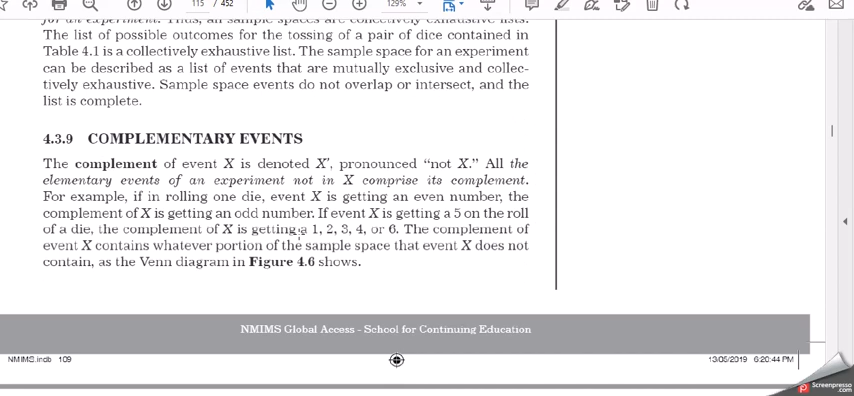 115 / 452
129%
for an experiment. Thus, all sample spaces are collectively exhaustive lists.
The list of possible outcomes for the tossing of a pair of dice contained in
Table 4.1 is a collectively exhaustive list. The sample space for an experiment
can be described as a list of events that are mutually exclusive and collec-
tively exhaustive. Sample space events do not overlap or intersect, and the
list is complete.
4.3.9 COMPLEMENTARY EVENTS
The complement of event X is denoted X′, pronounced “not X.” All the
elementary events of an experiment not in X comprise its complement.
For example, if in rolling one die, event X is getting an even number, the
complement of X is getting an odd number. If event X is getting a 5 on the roll
of a die, the complement of X is getting a 1, 2, 3, 4, or 6. The complement of
event X contains whatever portion of the sample space that event X does not
contain, as the Venn diagram in Figure 4.6 shows.
NMIMS Global Access - School for Continuing Education
NMIMS.indb 109
13/05/2019 6:20:44 PM
Screenpresso
.com